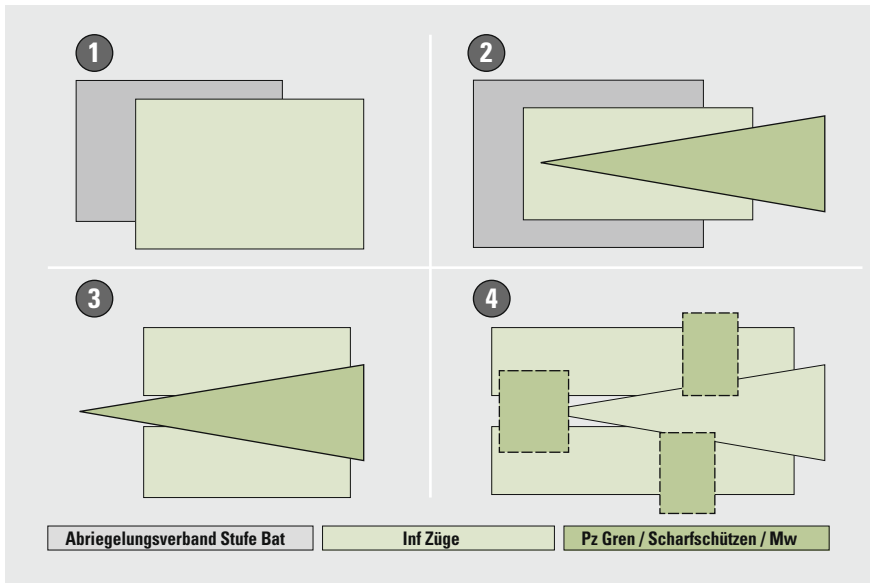 1
2
3
4
Abriegelungsverband Stufe Bat
Inf Züge
Pz Gren / Scharfschützen / Mw